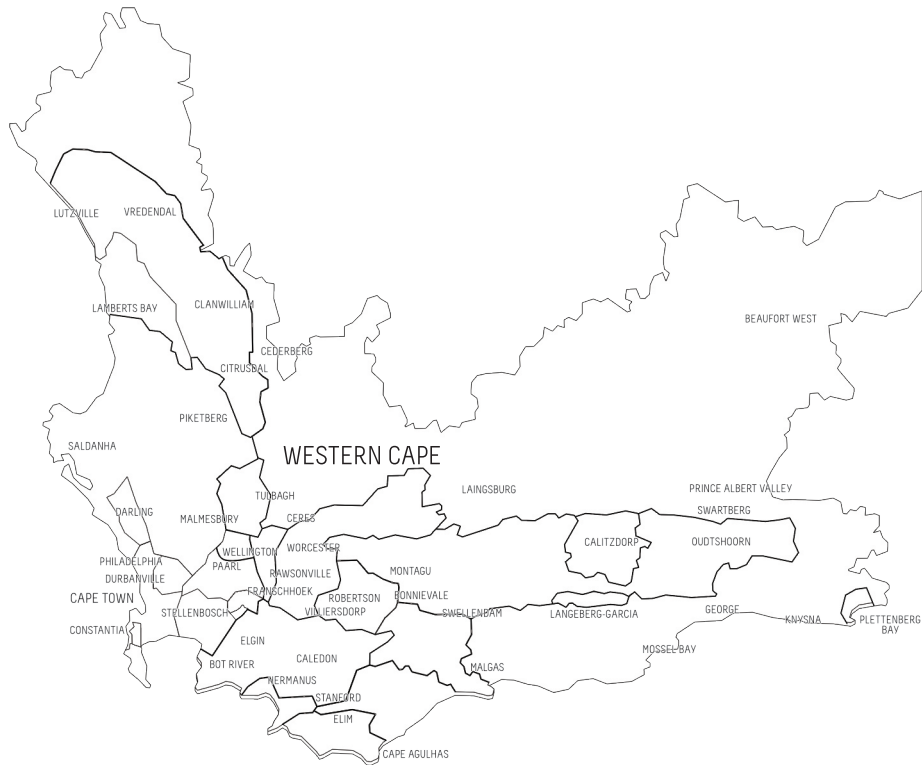 LUTZVILLE
VREDENDAL
LAMBERTS BAY
CLANWILLIAM
BEAUFORT WEST
CEDERBERG
CITRUSDAL
PIKETBERG
SALDANHA
WESTERN CAPE
LAINGSBURG
PRINCE ALBERT VALLEY
TULBAGH
SWARTBERG
DARLING
MALMESBURY
CERES
CALITZDORP
OUDTSHOORN
WELLINGTON
WORCESTER
PHILADELPHIA
PAARL
RAWSONVILLE
MONTAGU
DURBANVILLE
FRANSCHHOEK
CAPE TOWN
ROBERTSON
BONNIEVALE
STELLENBOSCH
VILLIERSDORP
SWELLENDAM
LANGEBERG-GARCIA
GEORGE
KNYSNA
PLETTENBERG
BAY
CONSTANTIA
ELGIN
MOSSEL BAY
BOT RIVER
CALEDON
MALGAS
HERMANUS
STANFORD
ELIM
CAPE AGULHAS